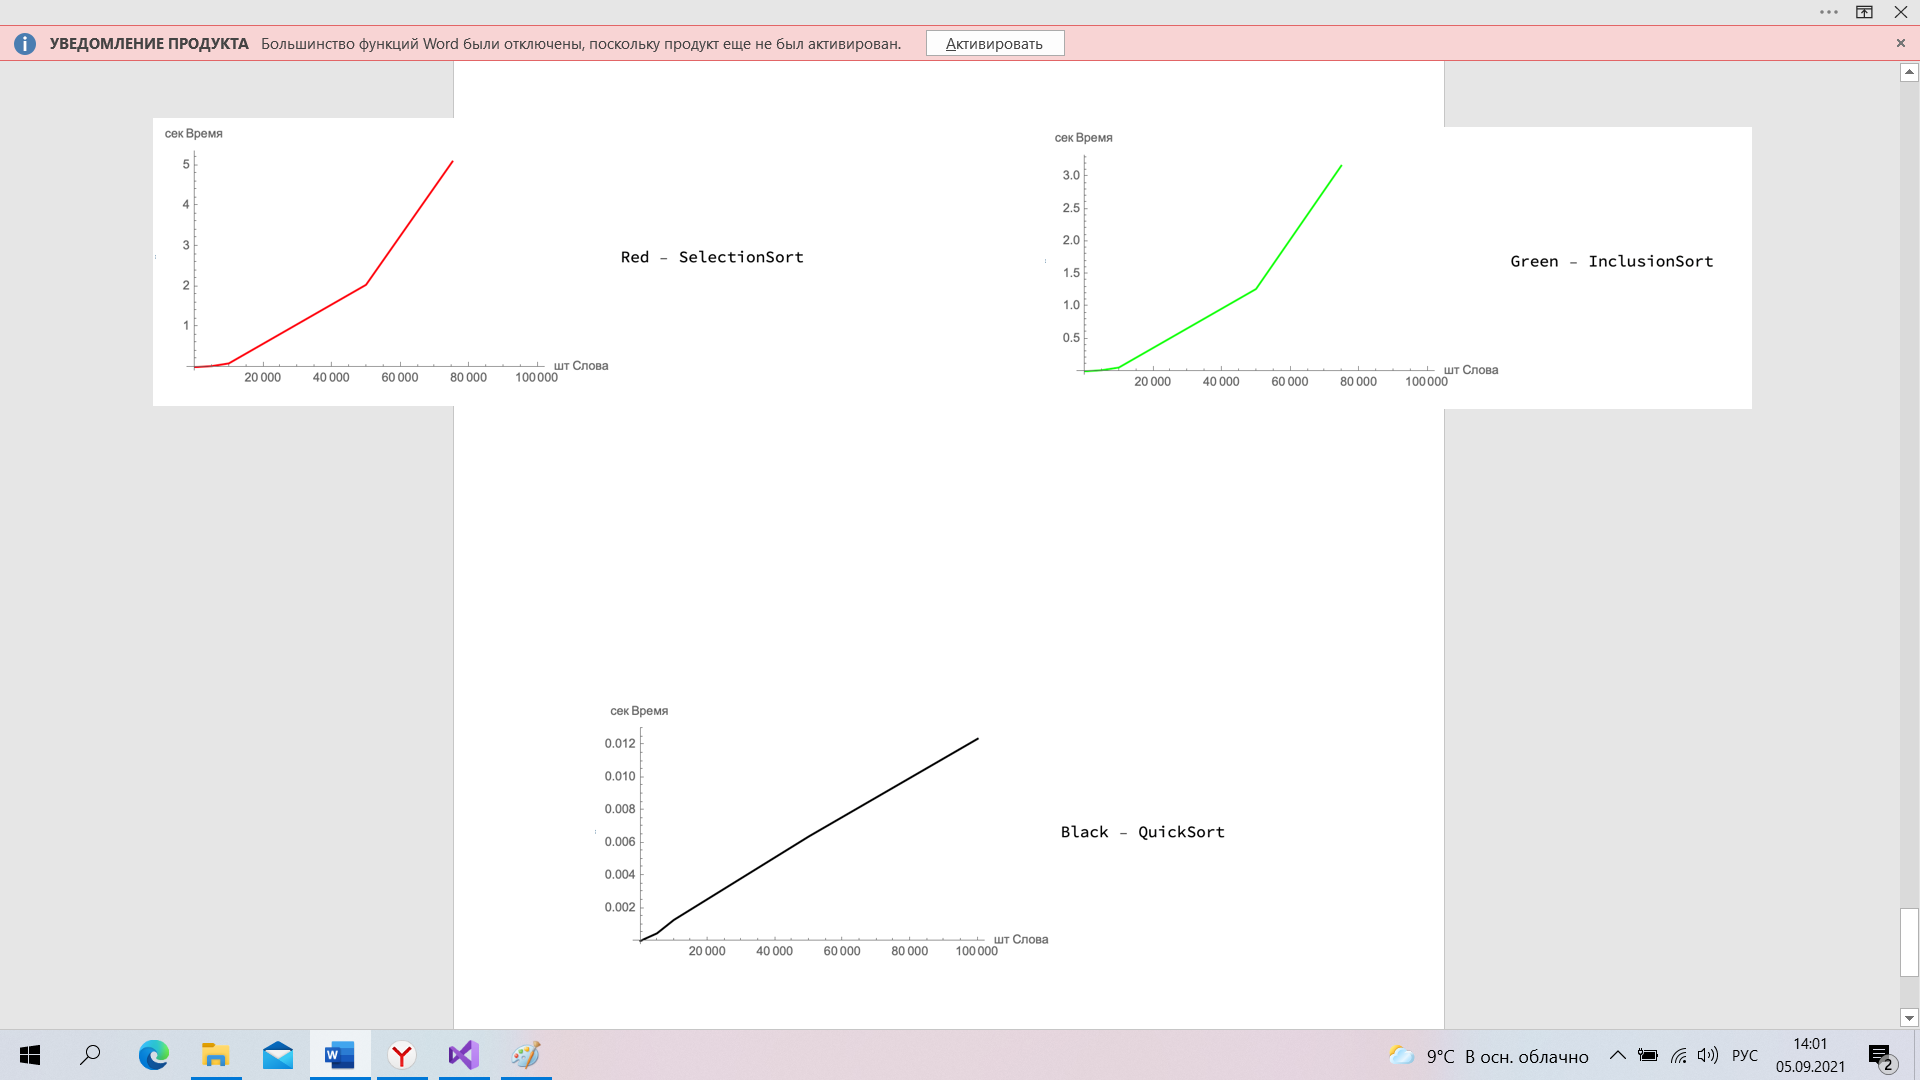 УВЕДОМЛЕНИЕ ПРОДУКТА Большинство функций Word были отключены, поскольку продукт еще не был активирован. Активировать
сек Время
5
4
3
2
1
20 000 40 000 60 000 80 000 100 000 шт Слова
Red – SelectionSort
сек Время
3.0
2.5
2.0
1.5
1.0
0.5
20 000 40 000 60 000 80 000 100 000 шт Слова
Green – InclusionSort
сек Время
0.012
0.010
0.008
0.006
0.004
0.002
20 000 40 000 60 000 80 000 100 000 шт Слова
Black – QuickSort
9°C В осн. облачно РУС 14:01
05.09.2021
2